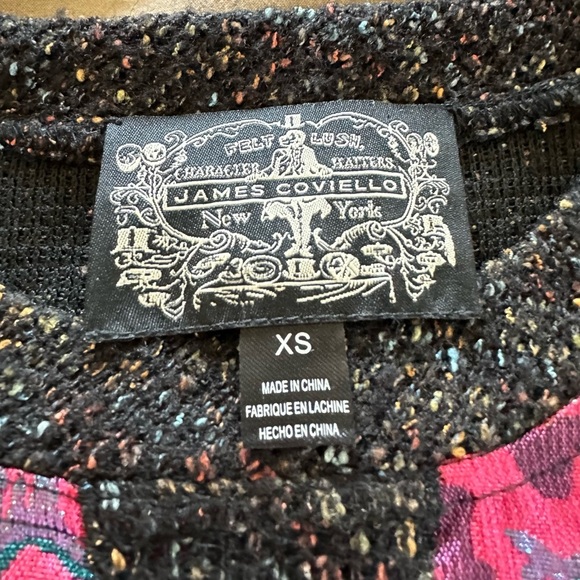 FELT LUSH,
CHARACTER HATTERS
JAMES COVIELLO
New York
XS
MADE IN CHINA
FABRIQUE EN LACHINE
HECHO EN CHINA